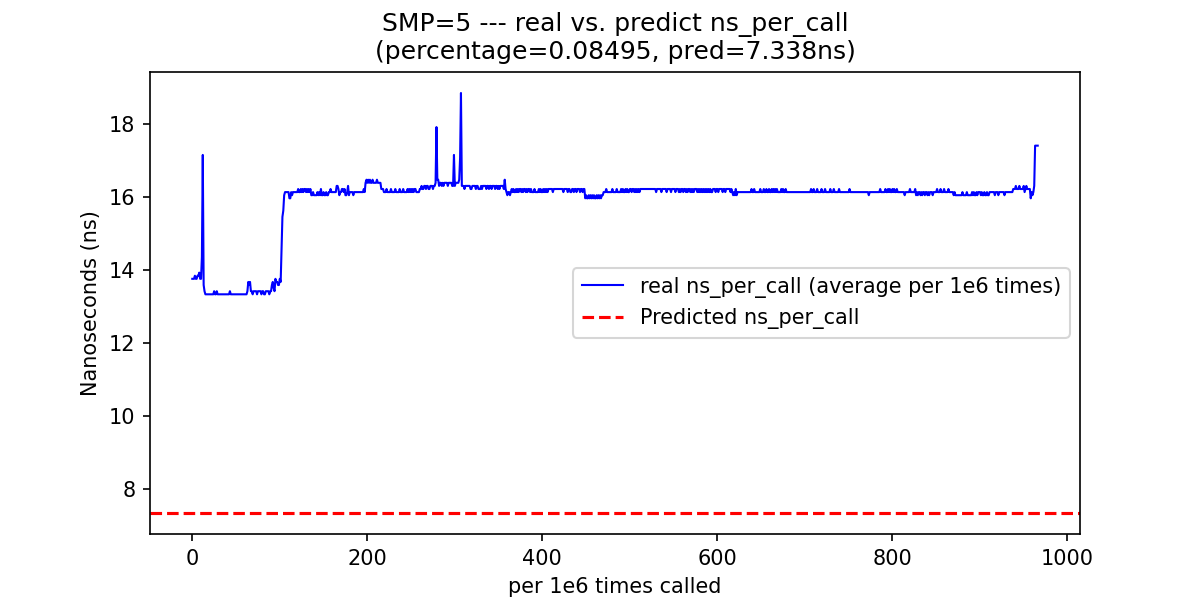 SMP=5 --- real vs. predict ns_per_call
(percentage=0.08495, pred=7.338ns)
Nanoseconds (ns)
18
16
14
12
10
8
real ns_per_call (average per 1e6 times)
Predicted ns_per_call
0 200 400 600 800 1000
per 1e6 times called